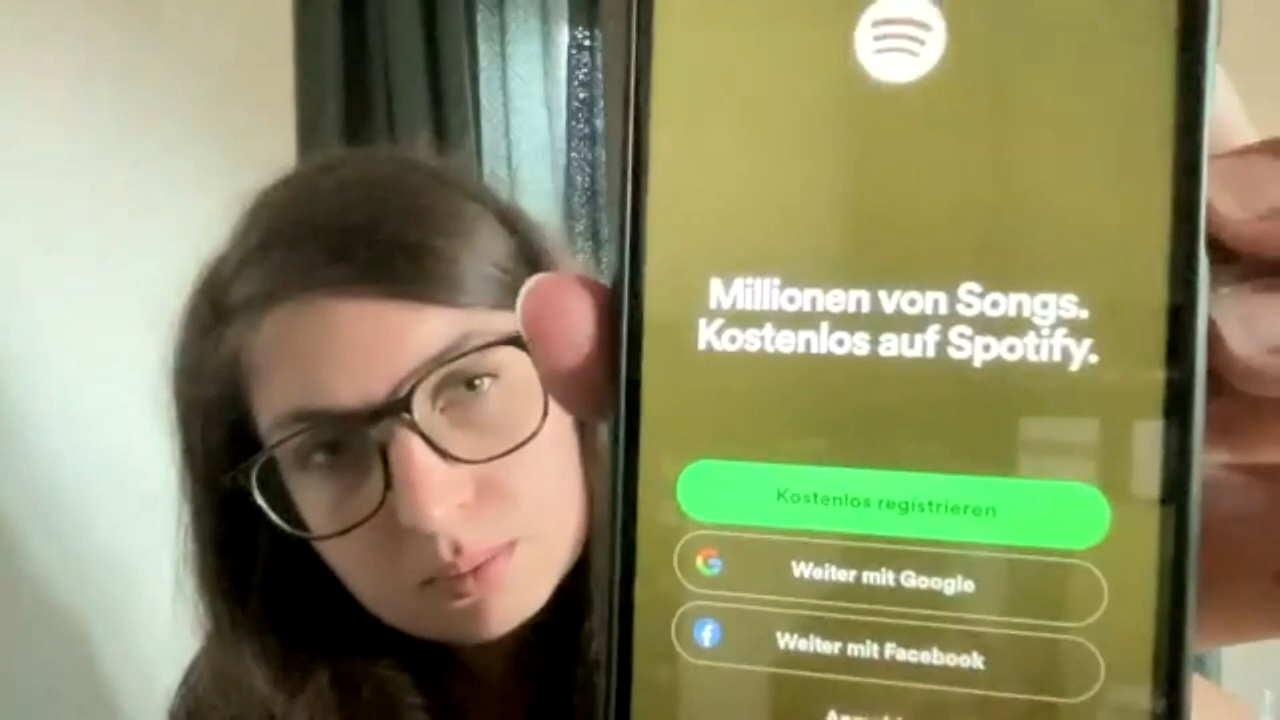 Millionen von Songs.
Kostenlos auf Spotify.
Kostenlos registrieren
Weiter mit Google
Weiter mit Facebook